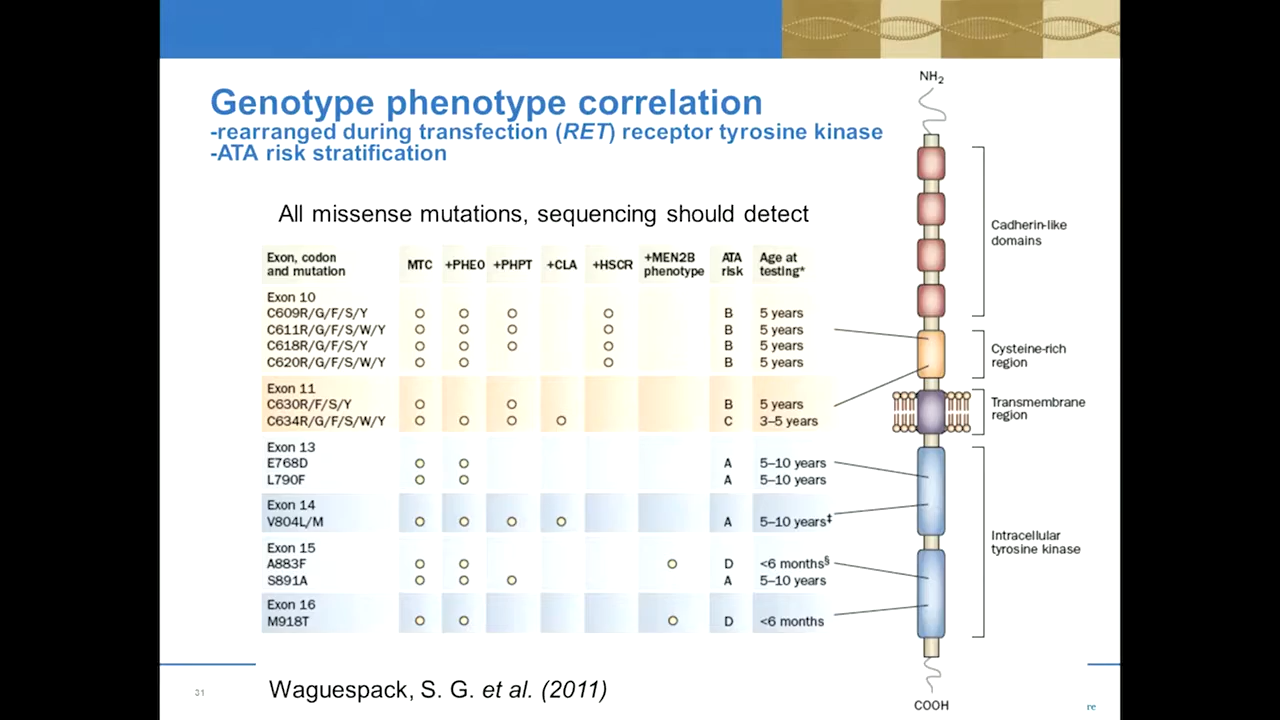 Genotype phenotype correlation
-rearranged during transfection (RET) receptor tyrosine kinase
-ATA risk stratification
All missense mutations, sequencing should detect
Exon, codon and mutation MTC +PHEO +PHPT +CLA +HSCR +MEN2B phenotype ATA risk Age at testing*
Exon 10
C609R/G/F/S/Y O O O O B 5 years
C611R/G/F/S/W/Y O O O O B 5 years
C618R/G/F/S/Y O O O O B 5 years
C620R/G/F/S/W/Y O O O B 5 years
Exon 11
C630R/F/S/Y O O B 5 years
C634R/G/F/S/W/Y O O O O C 3–5 years
Exon 13
E768D O O A 5–10 years
L790F O O A 5–10 years
Exon 14
V804L/M O O O O A 5–10 years‡
Exon 15
A883F O O O D <6 months§
S891A O O O A 5–10 years
Exon 16
M918T O O O D <6 months
NH2
Cadherin-like
domains
Cysteine-rich
region
Transmembrane
region
Intracellular
tyrosine kinase
COOH
31
Waguespack, S. G. et al. (2011)
re